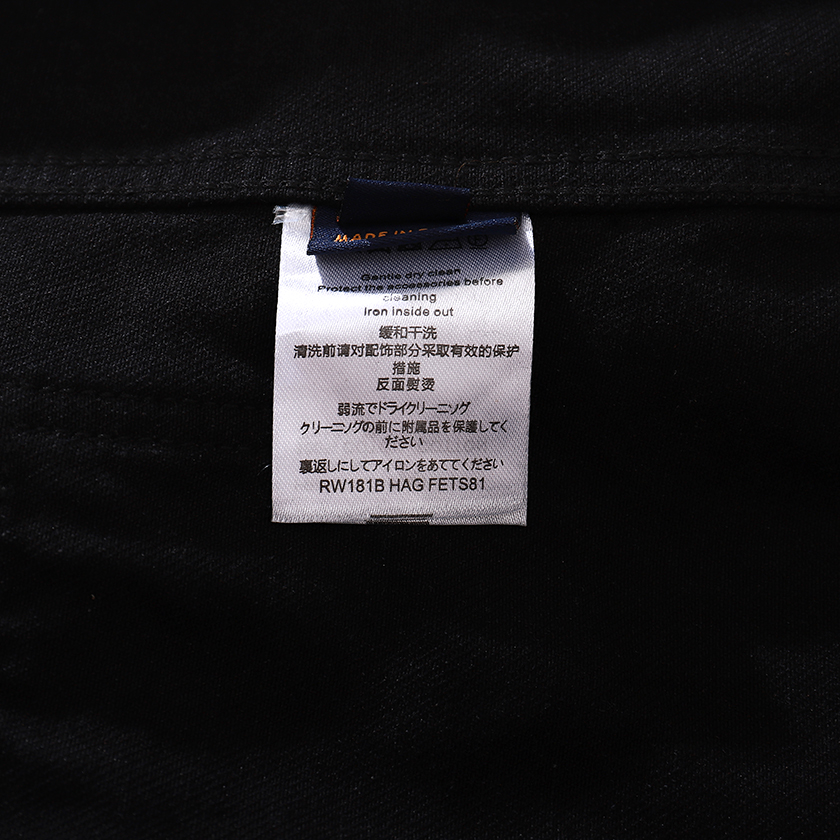 MADE IN
Gentle dry clean
Protect the accessories before
cleaning
Iron inside out
缓和干洗
清洗前请对配饰部分采取有效的保护
措施
反面熨烫
弱流でドライクリーニソグ
クリーニソグの前に附属品を保護してく
ださい
裏返しにしてアイロンをあててください
RW181B HAG FETS81